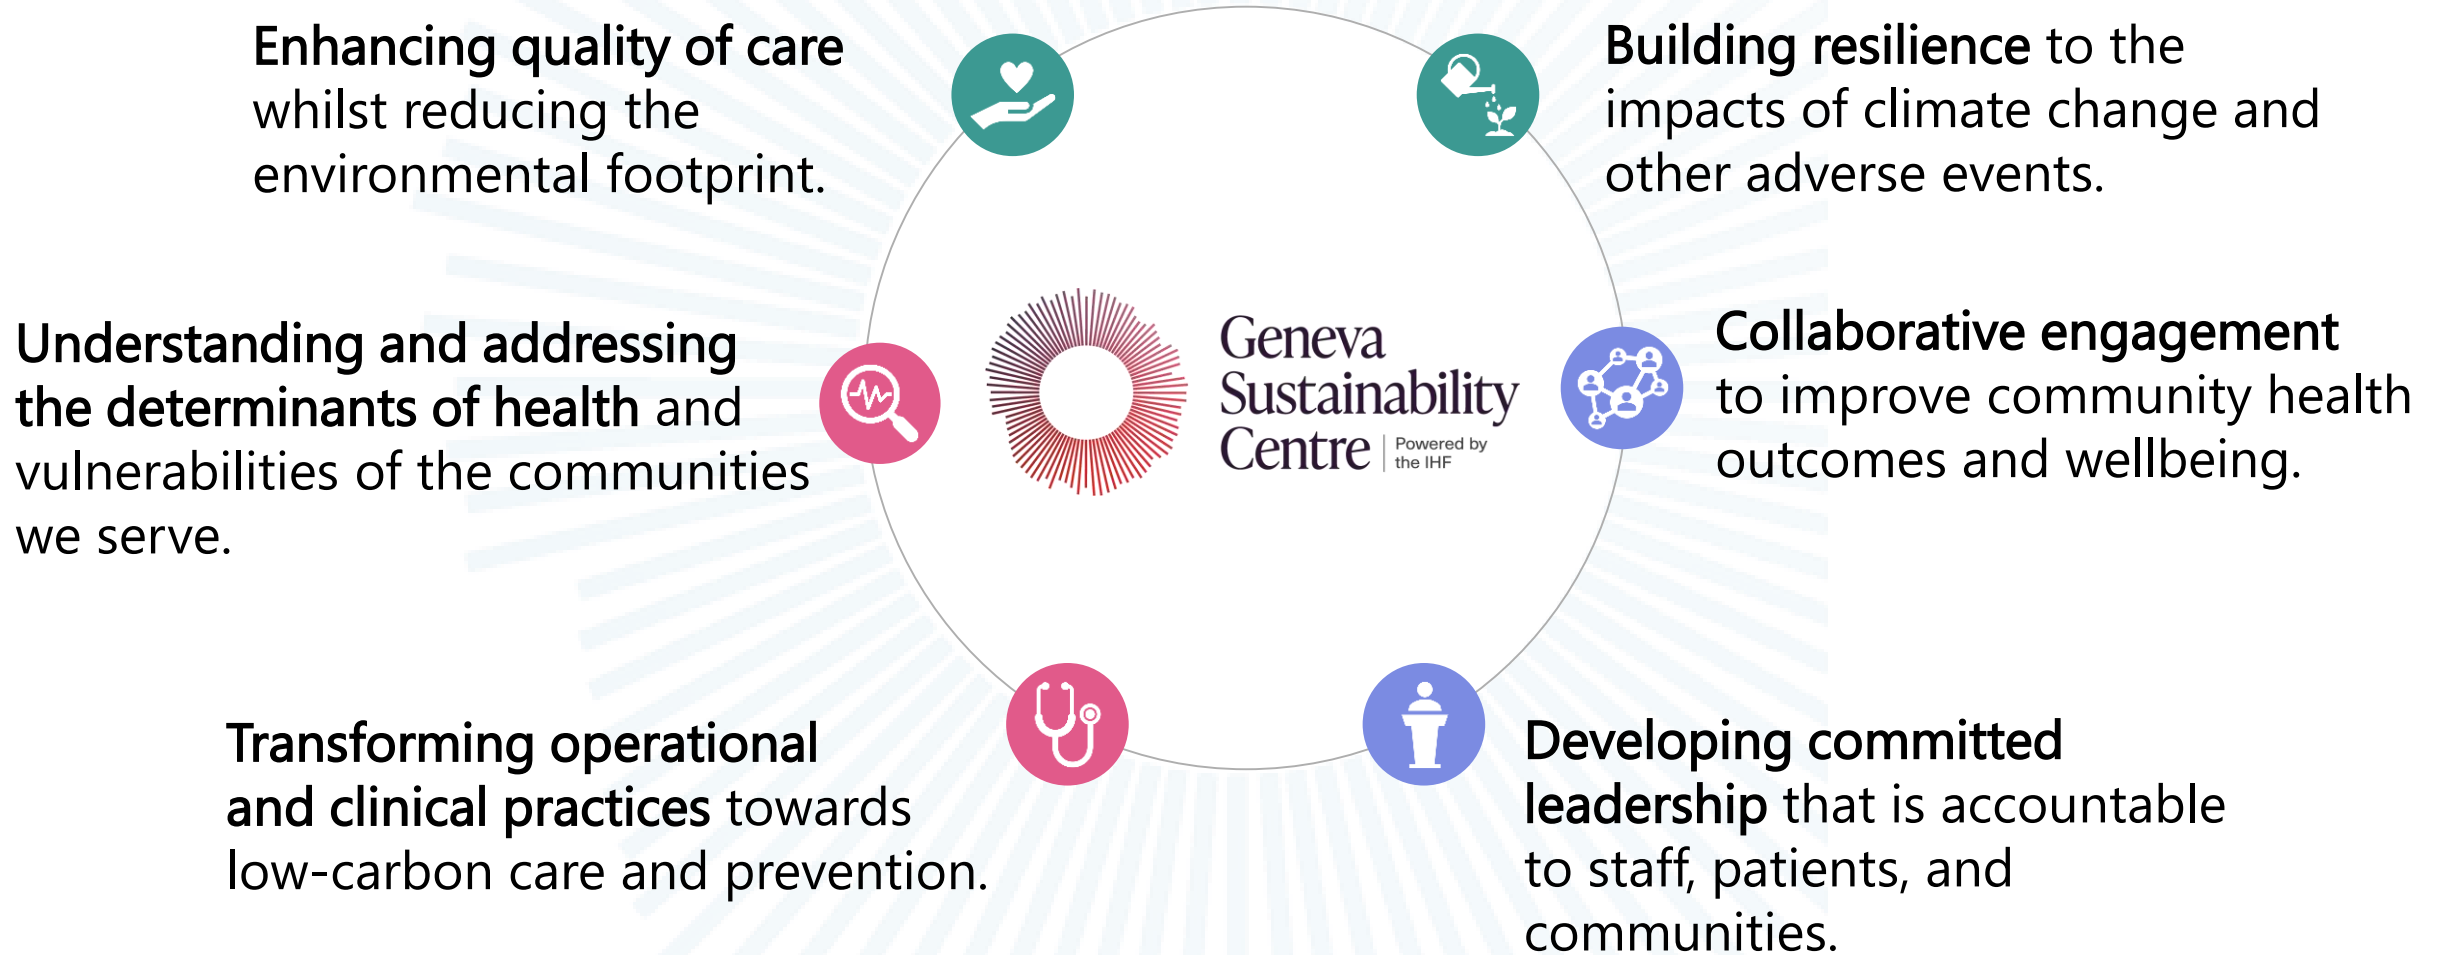 Enhancing quality of care
whilst reducing the
environmental footprint.
Building resilience to the
impacts of climate change and
other adverse events.
Understanding and addressing
the determinants of health and
vulnerabilities of the communities
we serve.
Geneva
Sustainability
Centre
Powered by
the IHF
Collaborative engagement
to improve community health
outcomes and wellbeing.
Transforming operational
and clinical practices towards
low-carbon care and prevention.
Developing committed
leadership that is accountable
to staff, patients, and
communities.